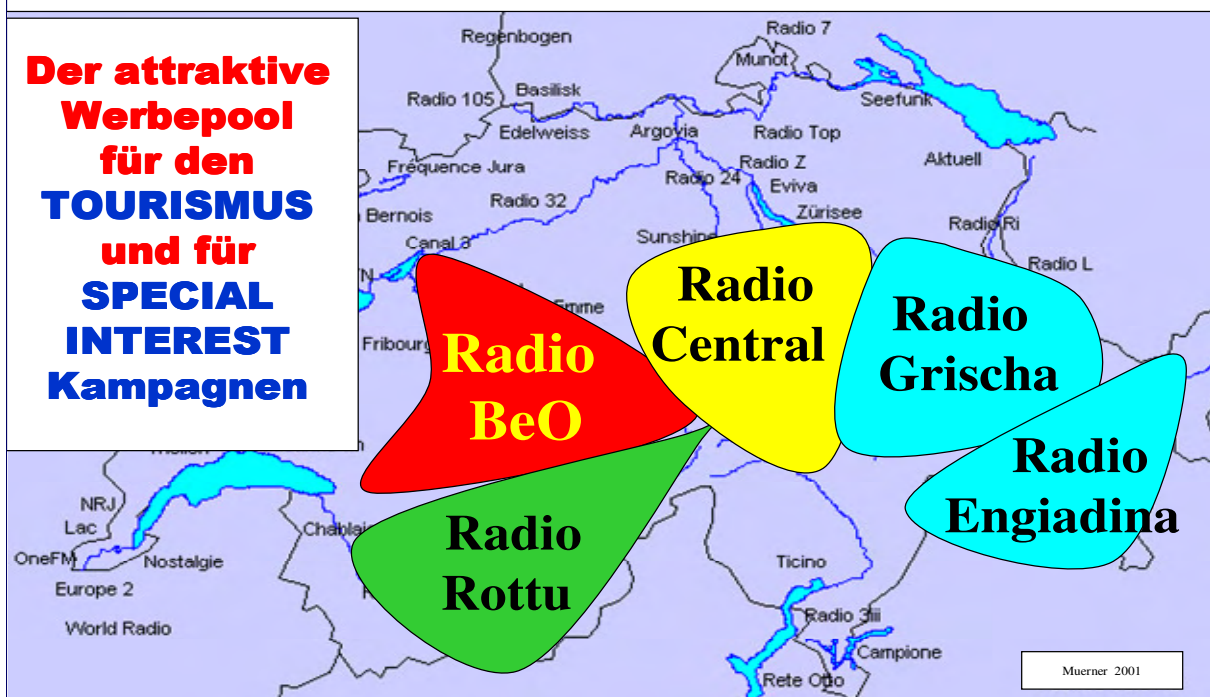 Der attraktive
Werbepool
für den
TOURISMUS
und für
SPECIAL
INTEREST
Kampagnen
Regenbogen
Radio 7
Munot
Radio 105
Basilisk
Seefunk
Edelweiss
Argovia
Radio Top
Fréquence Jura
Radio Z
Aktuell
Radio 24
Eviva
Radio 32
Bernois
Zürisee
Canal 3
Sunshine
Radio Ri
Radio L
Emme
Fribourg
Radio
BeO
Radio
Central
Radio
Grischa
Radio
Engiadina
Radio
Rottu
NRJ
Lac
OneFM
Nostalgie
Europe 2
World Radio
Ticino
Radio 3iii
Campione
Rete Otto
Muerner 2001